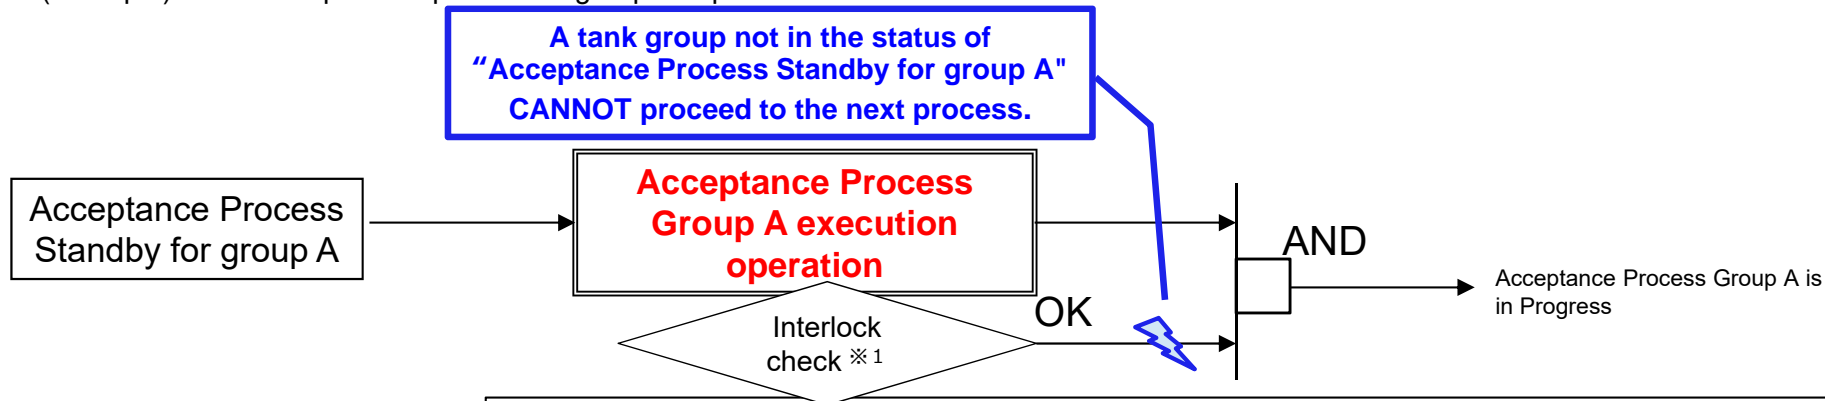 A tank group not in the status of
“Acceptance Process Standby for group A"
CANNOT proceed to the next process.
Acceptance Process
Standby for group A
Acceptance Process
Group A execution
operation
AND
Acceptance Process Group A is
in Progress
OK
Interlock
check ※1